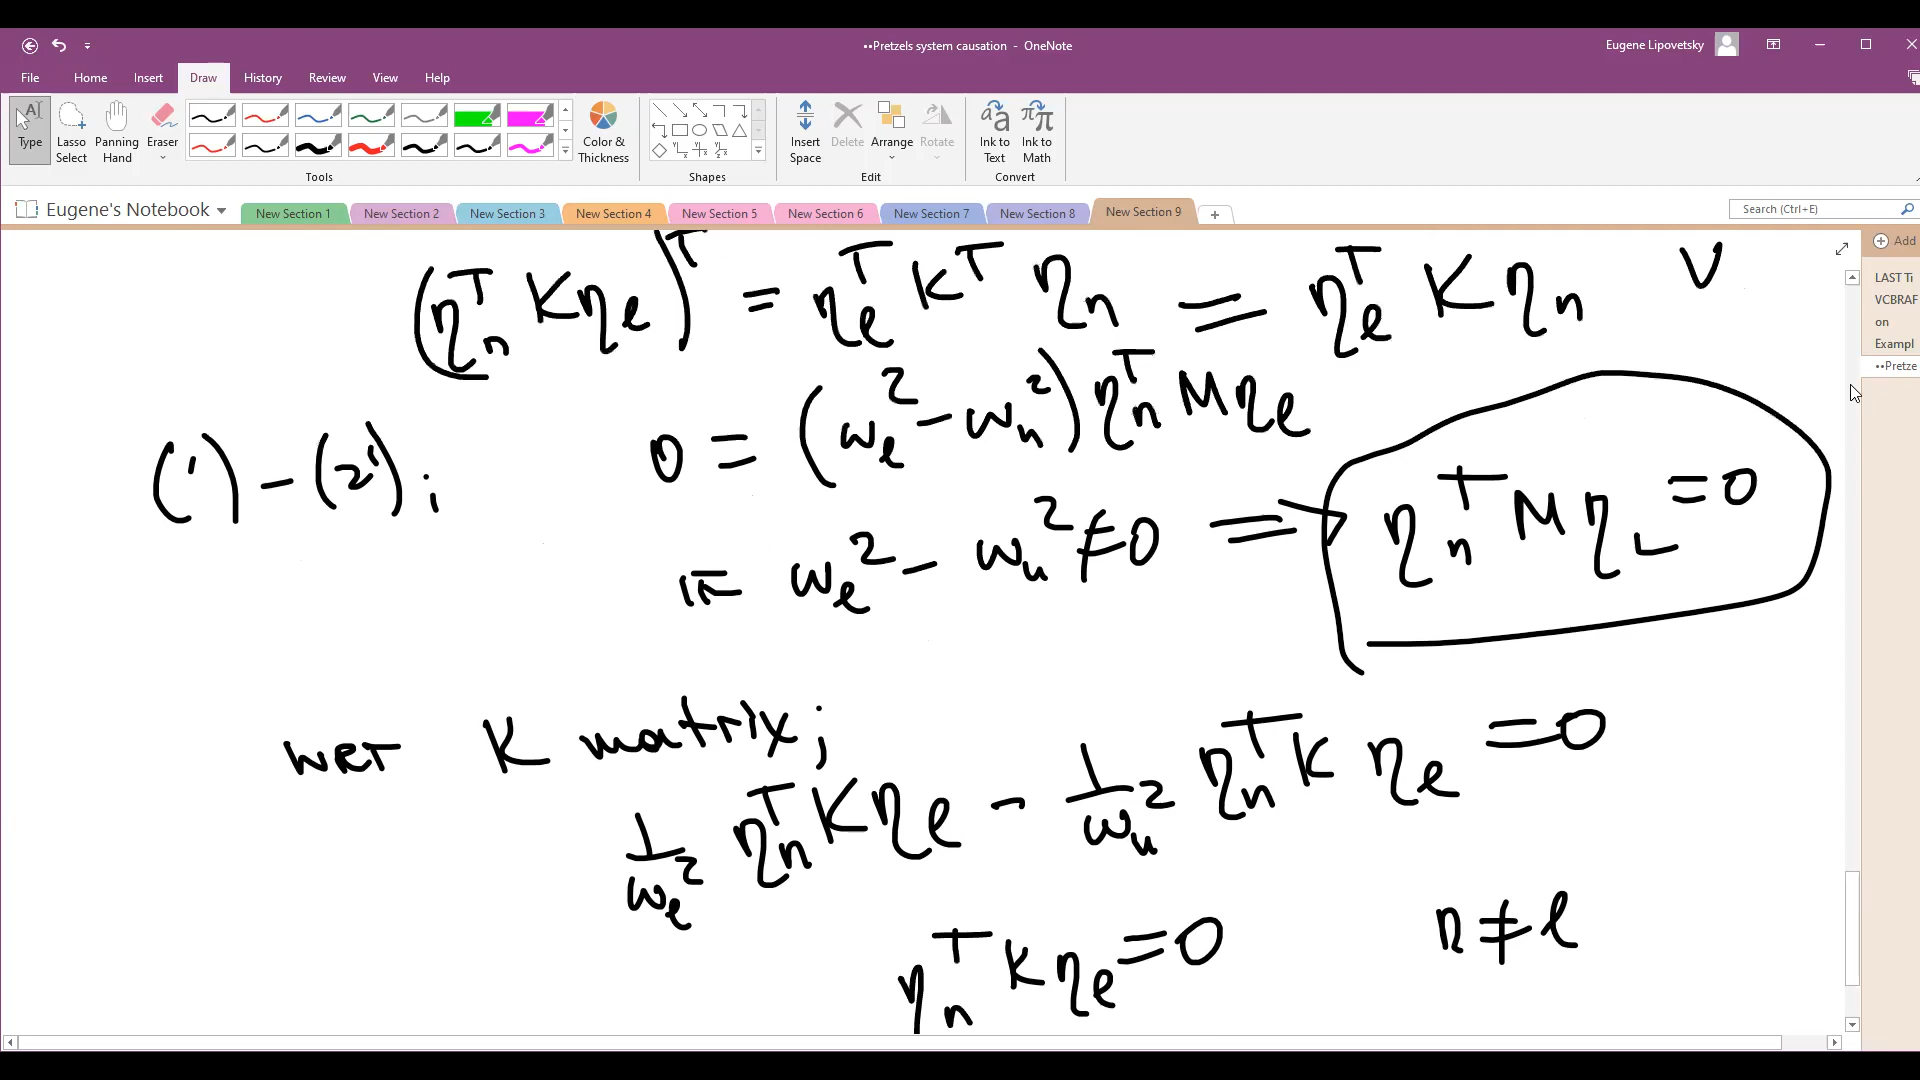 ••Pretzels system causation - OneNote
Eugene Lipovetsky
File Home Insert Draw History Review View Help
Type
Lasso Select
Panning Hand
Eraser
Color & Thickness
Insert Space
Delete
Arrange
Rotate
Ink to Text
Ink to Math
Tools
Shapes
Edit
Convert
Eugene's Notebook
New Section 1 New Section 2 New Section 3 New Section 4 New Section 5 New Section 6 New Section 7 New Section 8 New Section 9
Search (Ctrl+E)
Add
LAST Ti
VCBRAF
on
Exampl
••Pretze
(η_n^T K η_e)^T = η_e^T K^T η_n = η_e^T K η_n V
(1) - (2'); 0 = (ω_e^2 - ω_n^2) η_n^T M η_e
IF ω_e^2 - ω_n^2 ≠ 0 ⇒ η_n^T M η_L = 0
wrt K matrix;
1/ω_e^2 η_n^T K η_e - 1/ω_n^2 η_n^T K η_e = 0
η_n^T K η_e = 0 n ≠ l